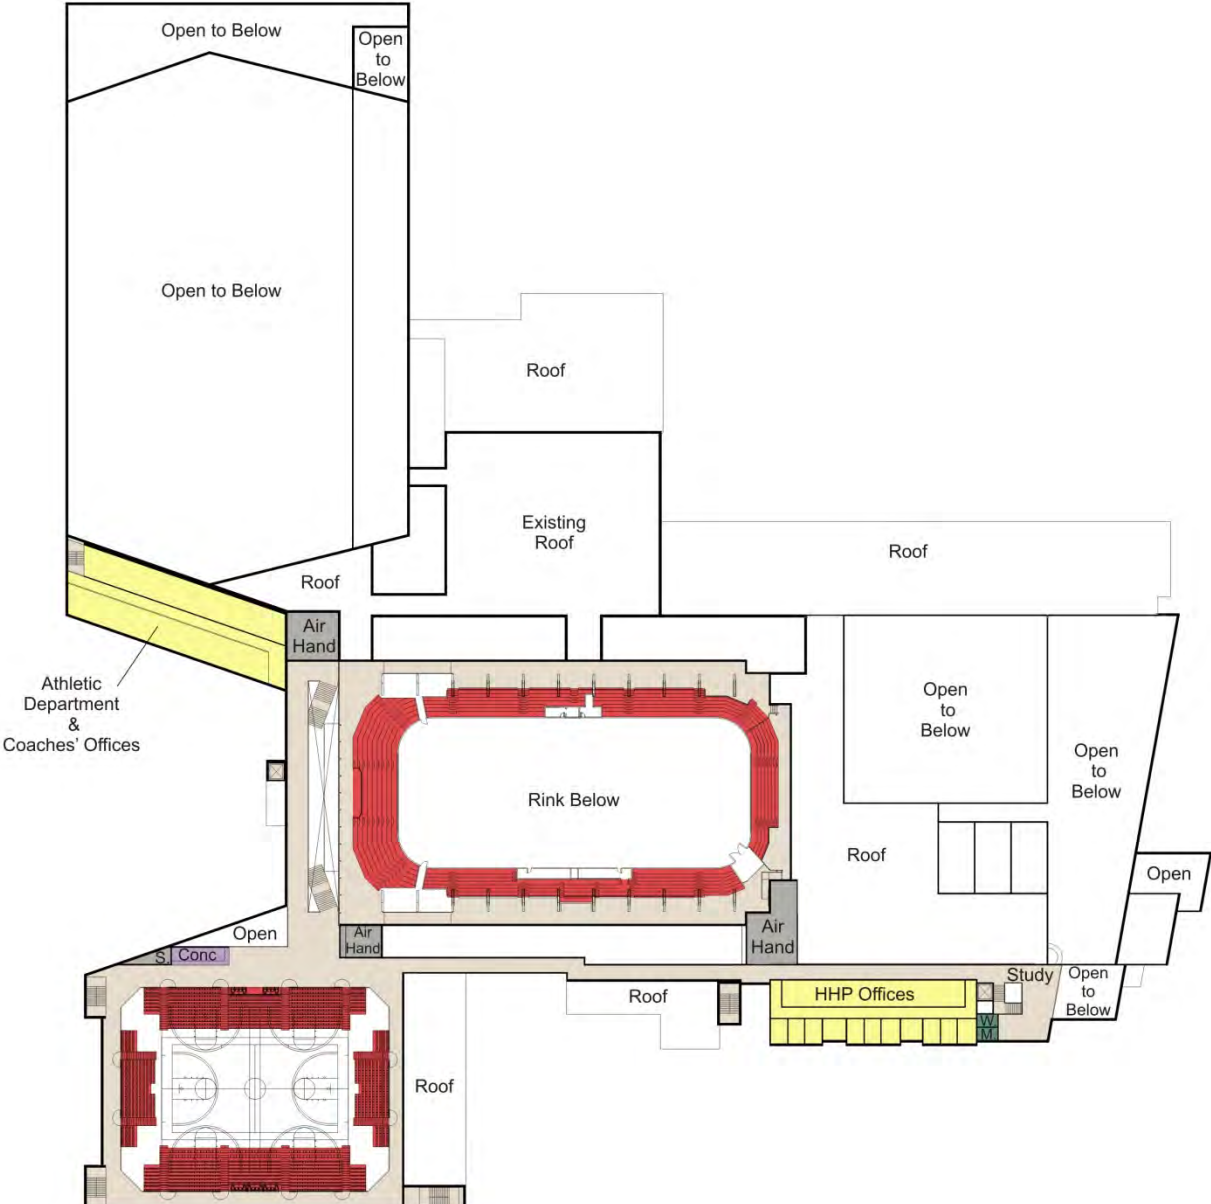 Open to Below
Open
to
Below
Open to Below
Roof
Existing
Roof
Roof
Roof
Air
Hand
Athletic
Department
&
Coaches' Offices
Open
to
Below
Open
to
Below
Rink Below
Roof
Open
Open
Air
Hand
Air
Hand
S.
Conc
Study
Open
to
Below
HHP Offices
Roof
W
M
Roof